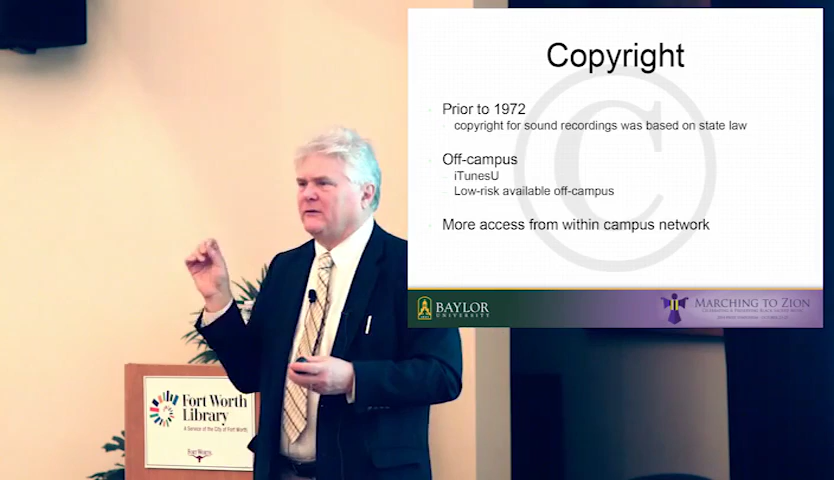 Copyright
Prior to 1972
copyright for sound recordings was based on state law
Off-campus
iTunesU
Low-risk available off-campus
More access from within campus network
BAYLOR
UNIVERSITY
MARCHING TO ZION
Fort Worth
Library
A Service of the City of Fort Worth
FORT WORTH